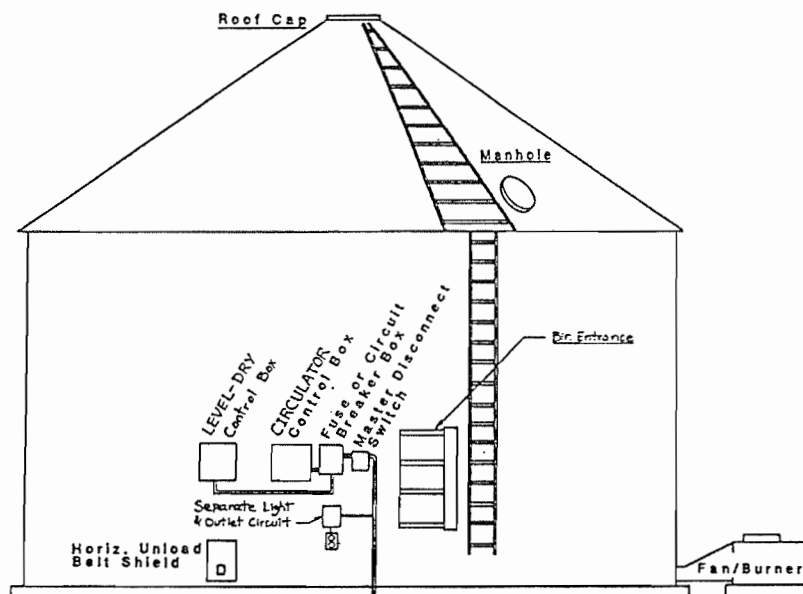 Roof Cap
Manhole
Bin Entrance
LEVEL-DRY
Control Box
CIRCULATOR
Control Box
Fuse or Circuit
Breaker Box
Master Disconnect
Switch
Separate Light
& Outlet Circuit
Horiz. Unload
Belt Shield
Fan/Burner